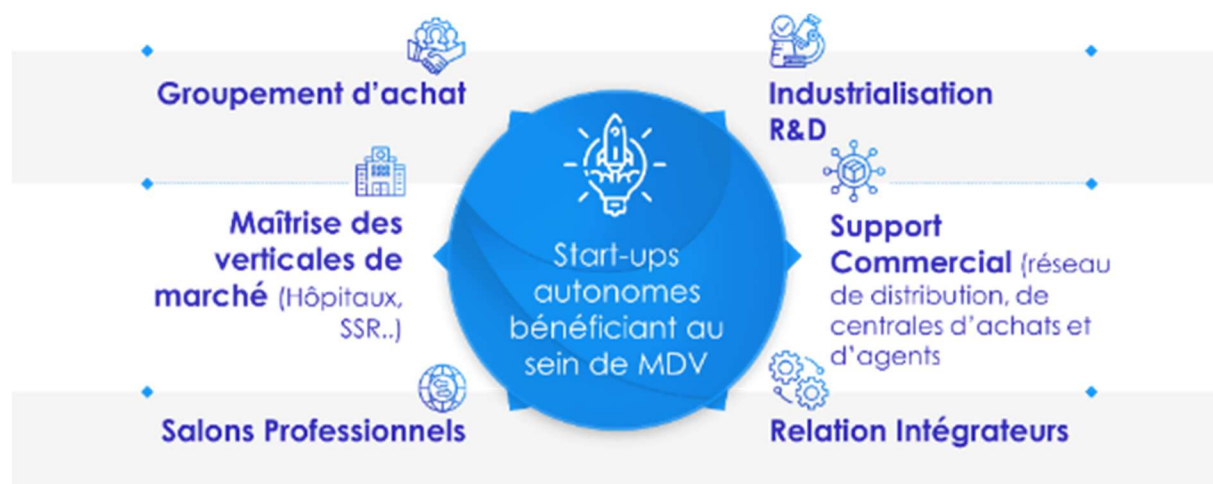 Groupement d'achat
Maîtrise des
verticales de
marché (Hôpitaux,
SSR..)
Salons Professionnels
Start-ups
autonomes
bénéficiant au
sein de MDV
Industrialisation
R&D
Support
Commercial (réseau
de distribution, de
centrales d'achats et
d'agents
Relation Intégrateurs